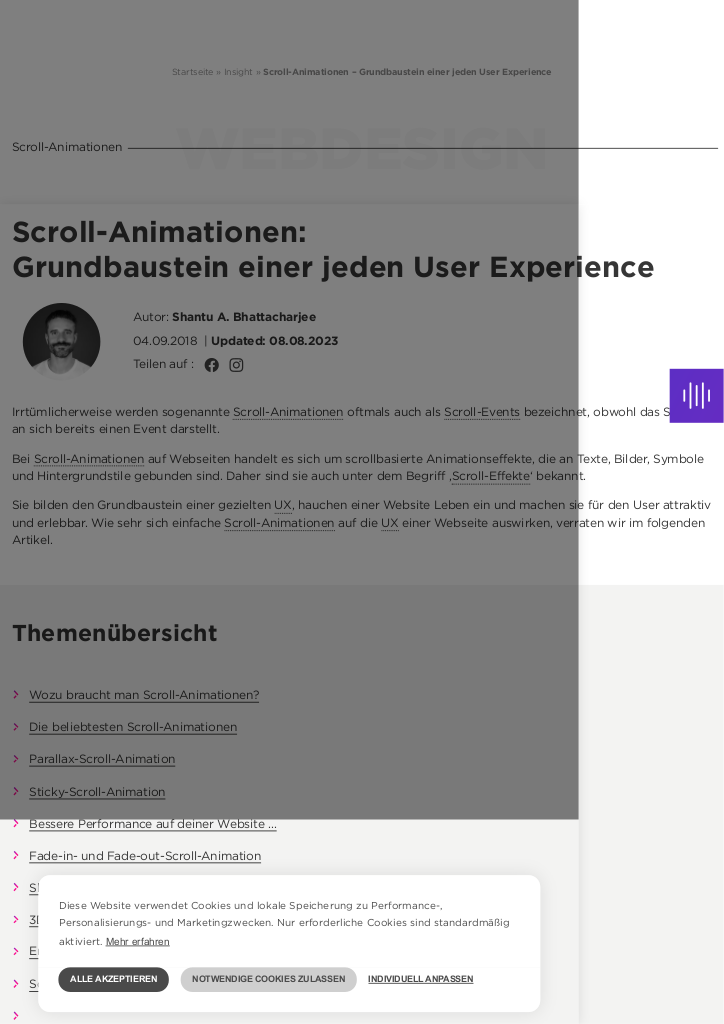 Startseite » Insight » Scroll-Animationen – Grundbaustein einer jeden User Experience
WEBDESIGN
Scroll-Animationen
Scroll-Animationen:
Grundbaustein einer jeden User Experience
Autor: Shantu A. Bhattacharjee
04.09.2018 | Updated: 08.08.2023
Teilen auf :
Irrtümlicherweise werden sogenannte Scroll-Animationen oftmals auch als Scroll-Events bezeichnet, obwohl das S
an sich bereits einen Event darstellt.
Bei Scroll-Animationen auf Webseiten handelt es sich um scrollbasierte Animationseffekte, die an Texte, Bilder, Symbole
und Hintergrundstile gebunden sind. Daher sind sie auch unter dem Begriff ‚Scroll-Effekte' bekannt.
Sie bilden den Grundbaustein einer gezielten UX, hauchen einer Website Leben ein und machen sie für den User attraktiv
und erlebbar. Wie sehr sich einfache Scroll-Animationen auf die UX einer Webseite auswirken, verraten wir im folgenden
Artikel.
Themenübersicht
Wozu braucht man Scroll-Animationen?
Die beliebtesten Scroll-Animationen
Parallax-Scroll-Animation
Sticky-Scroll-Animation
Bessere Performance auf deiner Website ...
Fade-in- und Fade-out-Scroll-Animation
Diese Website verwendet Cookies und lokale Speicherung zu Performance-,
Personalisierungs- und Marketingzwecken. Nur erforderliche Cookies sind standardmäßig
aktiviert. Mehr erfahren
ALLE AKZEPTIEREN NOTWENDIGE COOKIES ZULASSEN INDIVIDUELL ANPASSEN